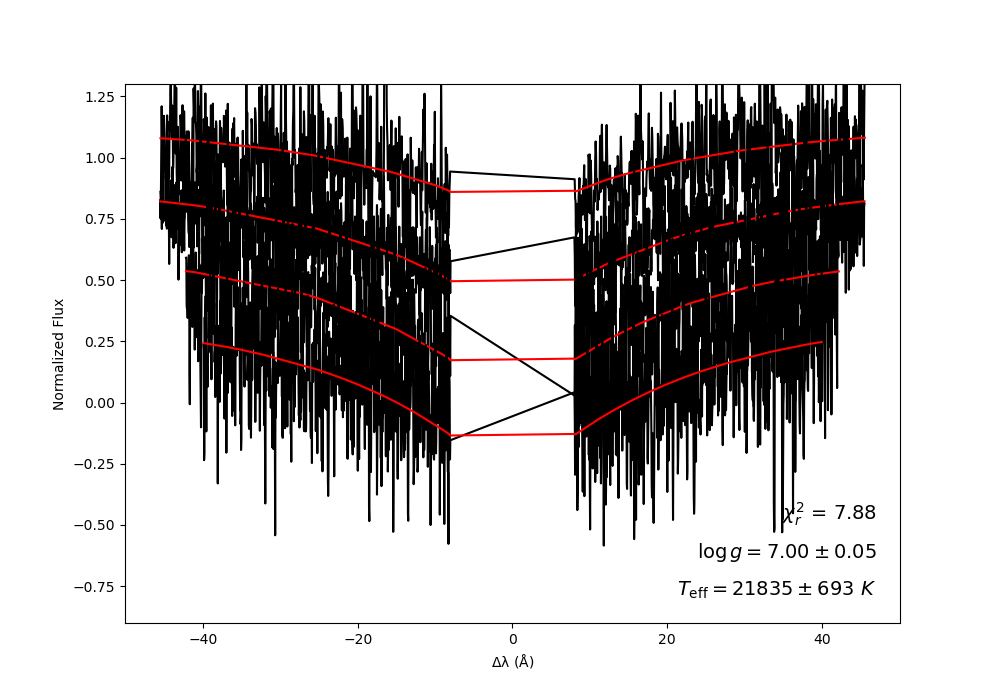 1.25
1.00
0.75
0.50
0.25
0.00
−0.25
−0.50
−0.75
Normalized Flux
χ²ᵣ = 7.88
log g = 7.00 ± 0.05
T_eff = 21835 ± 693 K
−40
−20
0
20
40
Δλ (Å)